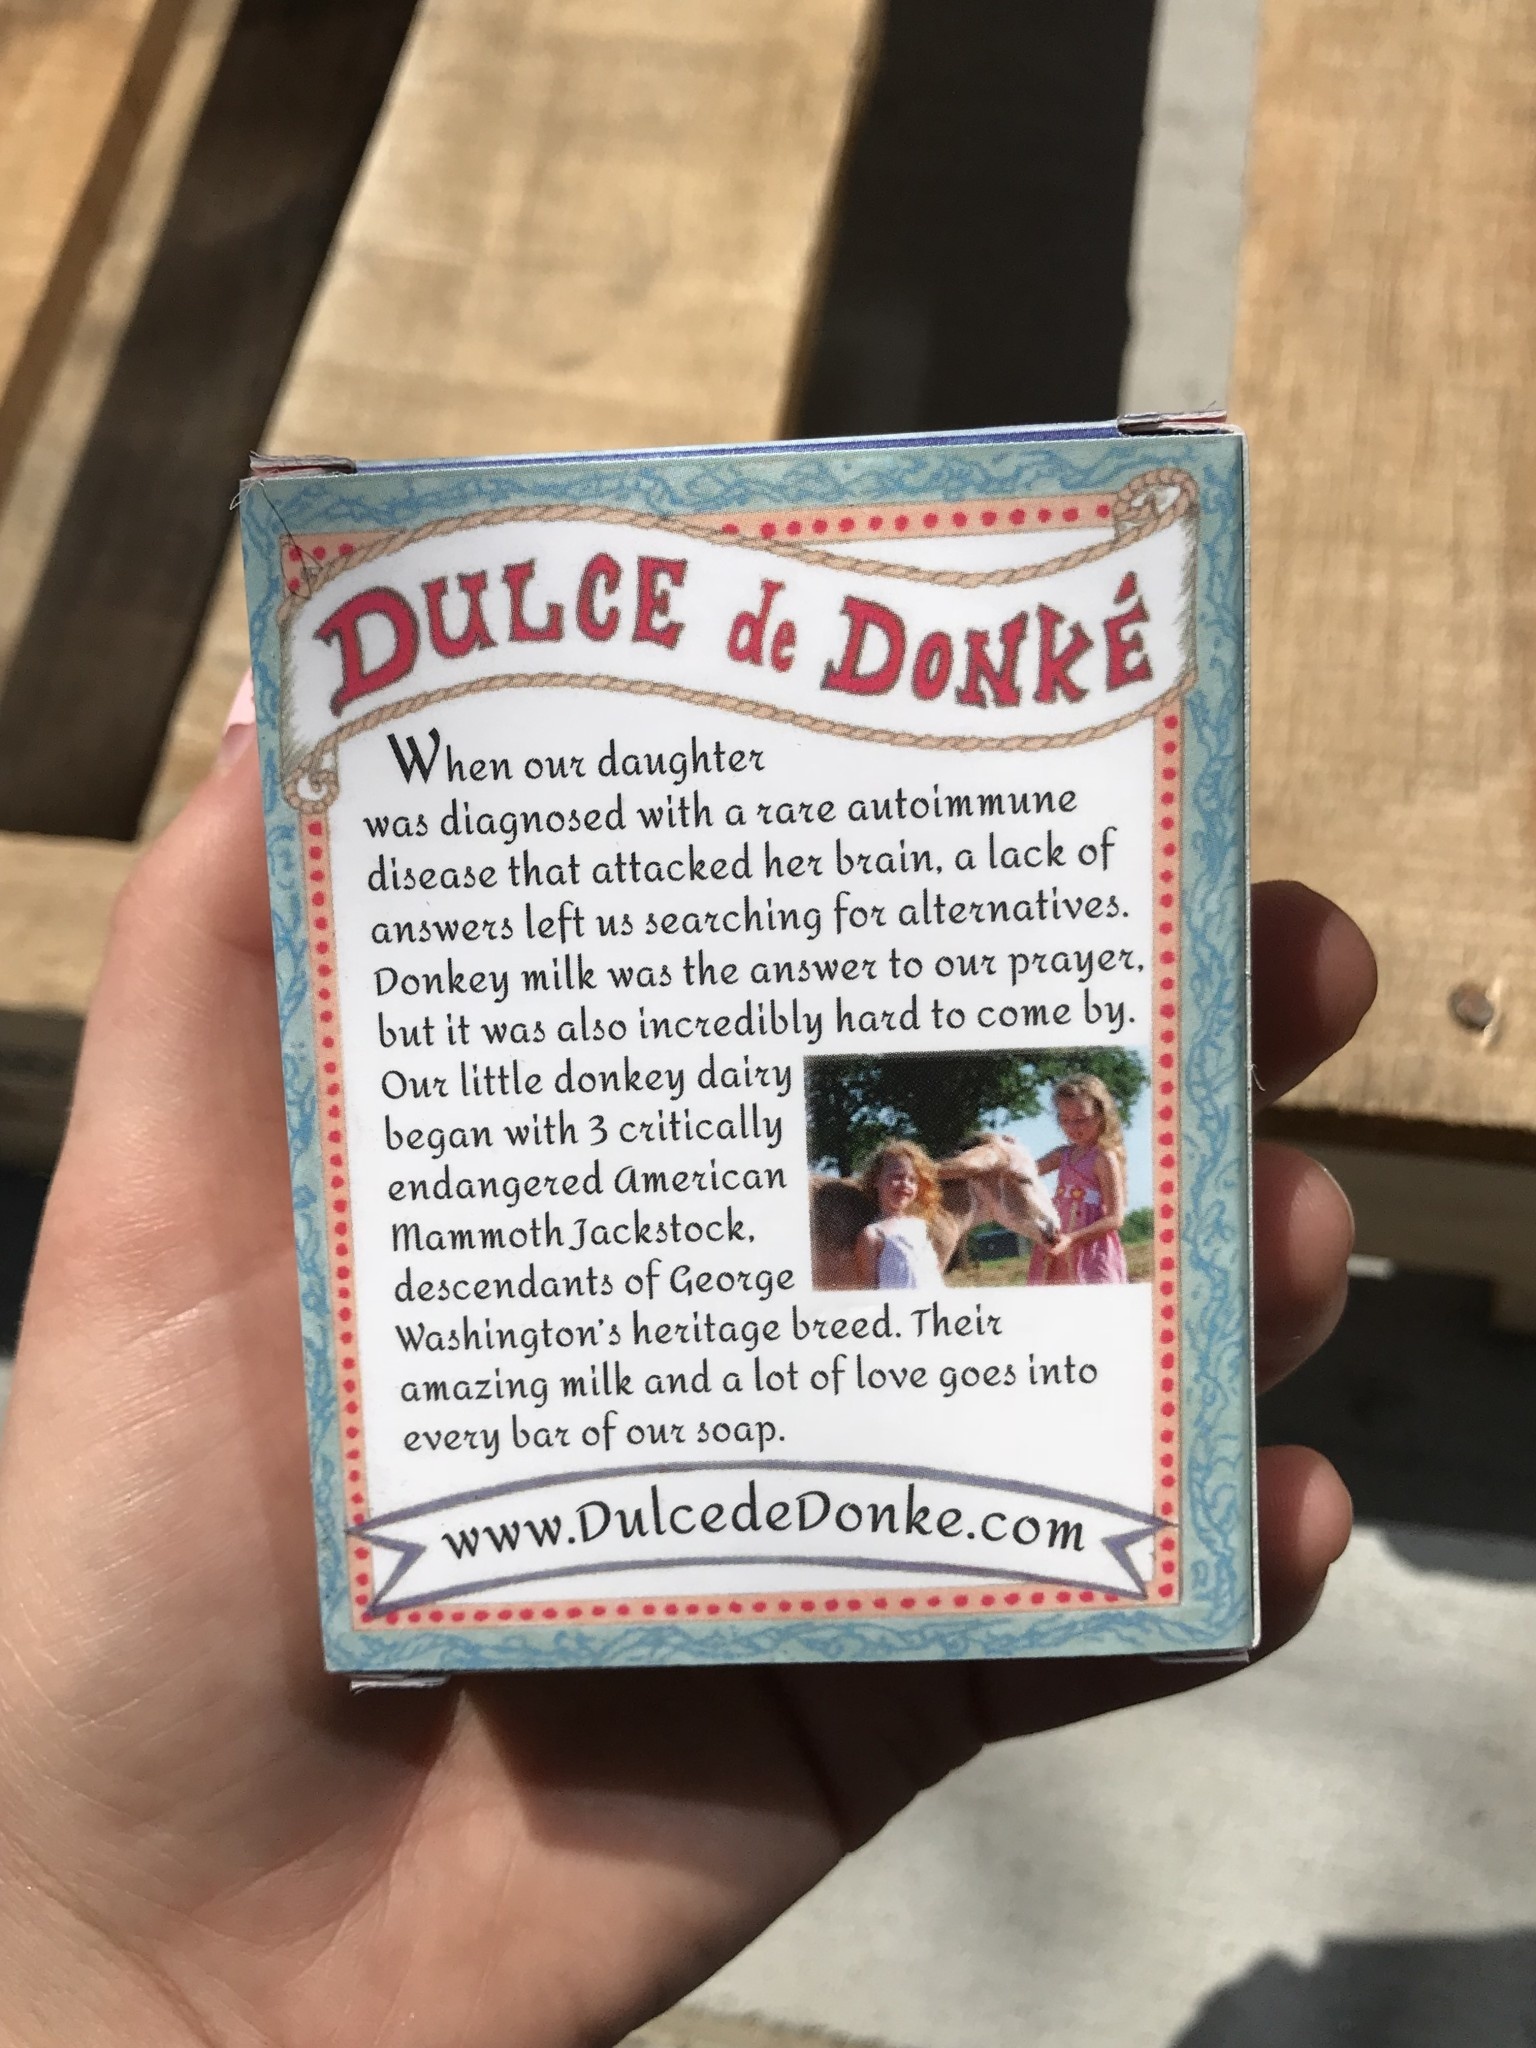 DULCE de DONKÉ
When our daughter
was diagnosed with a rare autoimmune
disease that attacked her brain, a lack of
answers left us searching for alternatives.
Donkey milk was the answer to our prayer,
but it was also incredibly hard to come by.
Our little donkey dairy
began with 3 critically
endangered American
Mammoth Jackstock,
descendants of George
Washington's heritage breed. Their
amazing milk and a lot of love goes into
every bar of our soap.
www.DulcedeDonke.com